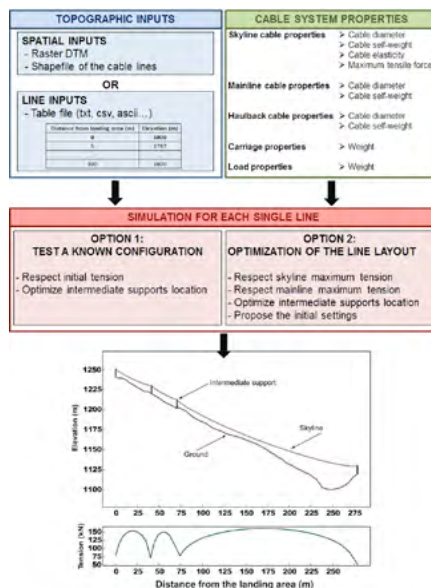 TOPOGRAPHIC INPUTS
SPATIAL INPUTS
- Raster DTM
- Shapefile of the cable lines
OR
LINE INPUTS
- Table file (txt, csv, ascii...)
Distance from landing area (m) Elevation (m)
0
5
CABLE SYSTEM PROPERTIES
Skyline cable properties
➢ Cable diameter
➢ Cable self-weight
➢ Cable elasticity
➢ Maximum tensile force
Mainline cable properties
➢ Cable diameter
➢ Cable self-weight
Haulback cable properties
➢ Cable diameter
➢ Cable self-weight
Carriage properties
➢ Weight
Load properties
➢ Weight
SIMULATION FOR EACH SINGLE LINE
OPTION 1:
TEST A KNOWN CONFIGURATION
- Respect initial tension
- Optimize intermediate supports location
OPTION 2:
OPTIMIZATION OF THE LINE LAYOUT
- Respect skyline maximum tension
- Respect mainline maximum tension
- Optimize intermediate supports location
- Propose the initial settings
Elevation (m)
1250
1200
1150
1100
Intermediate support
Skyline
Ground
0 25 50 75 100 125 150 175 200 225 250 275
Tension (kN)
150
100
50
0 25 50 75 100 125 150 175 200 225 250
Distance from the landing area (m)